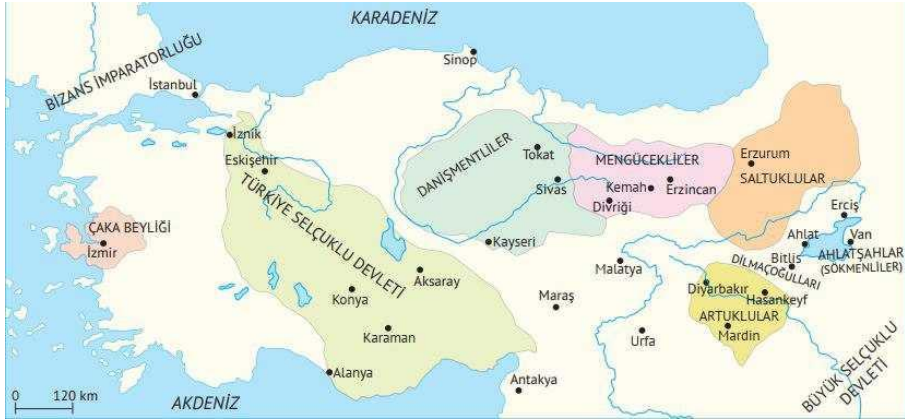 KARADENİZ
BİZANS İMPARATORLUĞU
İstanbul
Sinop
İznik
Eskişehir
TÜRKİYE SELÇUKLU DEVLETİ
DANİŞMENTLİLER
Tokat
Sivas
MENGÜCEKLİLER
Kemah
Erzincan
Divriği
Erzurum
SALTUKLULAR
Erciş
Ahlat
Van
AHLATŞAHLAR
(SÖKMENLİLER)
Bitlis
DİLMAÇOĞULLARI
ÇAKA BEYLİĞİ
İzmir
Kayseri
Malatya
Aksaray
Konya
Maraş
Diyarbakır
Hasankeyf
ARTUKLULAR
Mardin
Karaman
Urfa
Alanya
Antakya
BÜYÜK SELÇUKLU
DEVLETİ
AKDENİZ
0 120 km